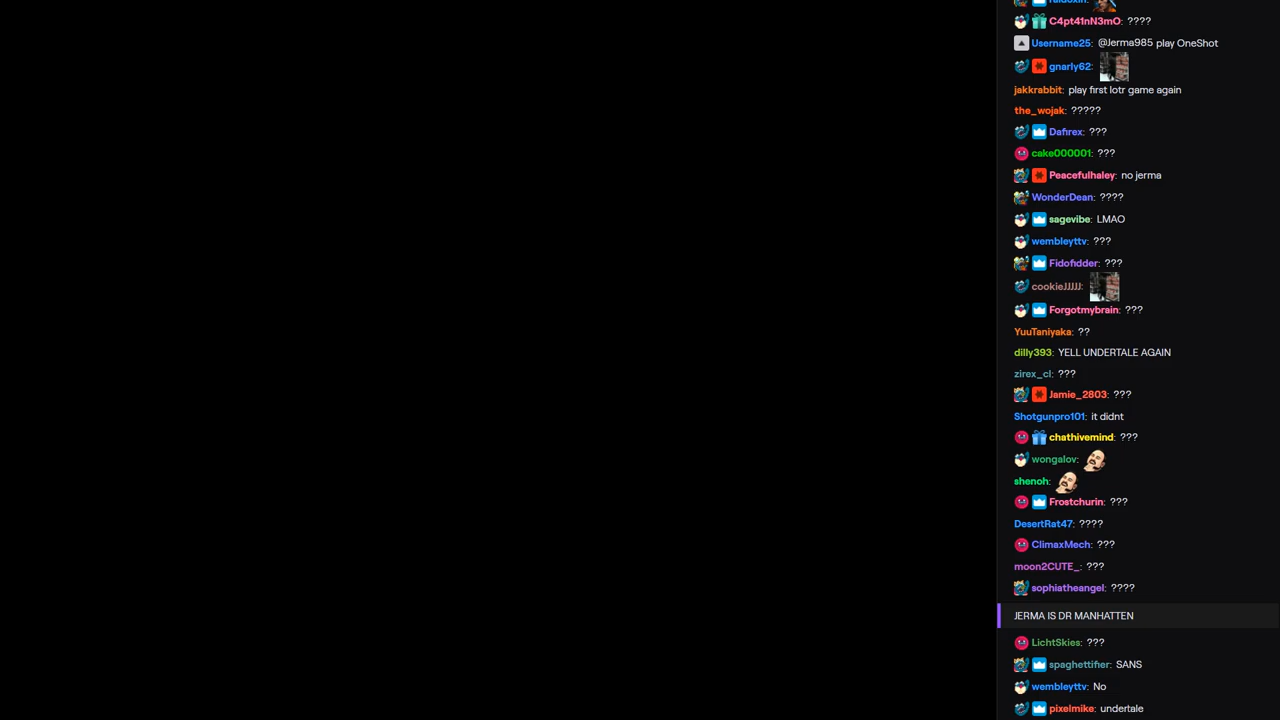 C4pt41nN3mO: ????
Username25: @Jerma985 play OneShot
gnarly62:
jakkrabbit: play first lotr game again
the_wojak: ?????
Dafirex: ???
cake000001: ???
Peacefulhaley: no jerma
WonderDean: ????
sagevibe: LMAO
wembleyttv: ???
Fidofidder: ???
cookieJJJJJ:
Forgotmybrain: ???
YuuTaniyaka: ??
dilly393: YELL UNDERTALE AGAIN
zirex_cl: ???
Jamie_2803: ???
Shotgunpro101: it didnt
chathivemind: ???
wongalov:
shenoh:
Frostchurin: ???
DesertRat47: ????
ClimaxMech: ???
moon2CUTE_: ???
sophiatheangel: ????
JERMA IS DR MANHATTEN
LichtSkies: ???
spaghettifier: SANS
wembleyttv: No
pixelmike: undertale